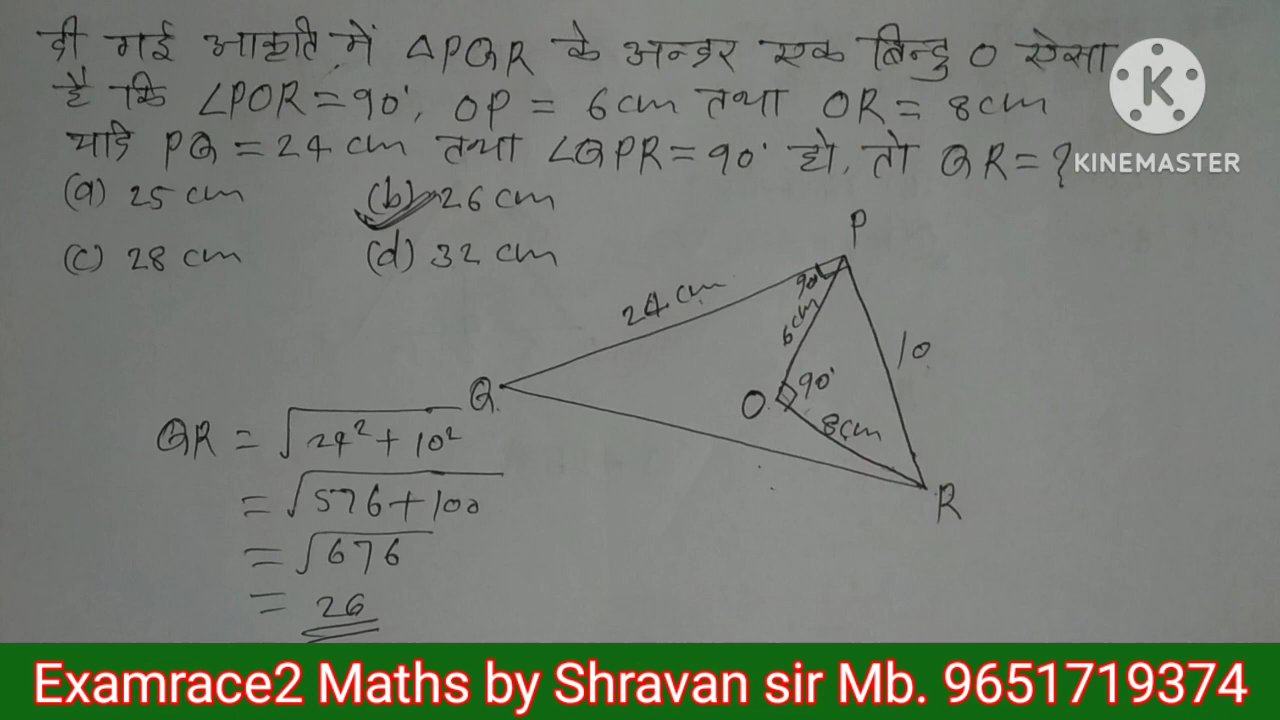 दी गई आकृति में △PQR के अन्दर एक बिन्दु O ऐसा
है कि ∠POR = 90°, OP = 6 cm तथा OR = 8 cm
यदि PQ = 24 cm तथा ∠QPR = 90° हो, तो QR = ?
K
KINEMASTER
(a) 25 cm (b) 26 cm
(c) 28 cm (d) 32 cm
P
24 cm
90°
6 cm
10
Q
O
90°
8 cm
R
QR = √24² + 10²
= √576 + 100
= √676
= 26
Examrace2 Maths by Shravan sir Mb. 9651719374